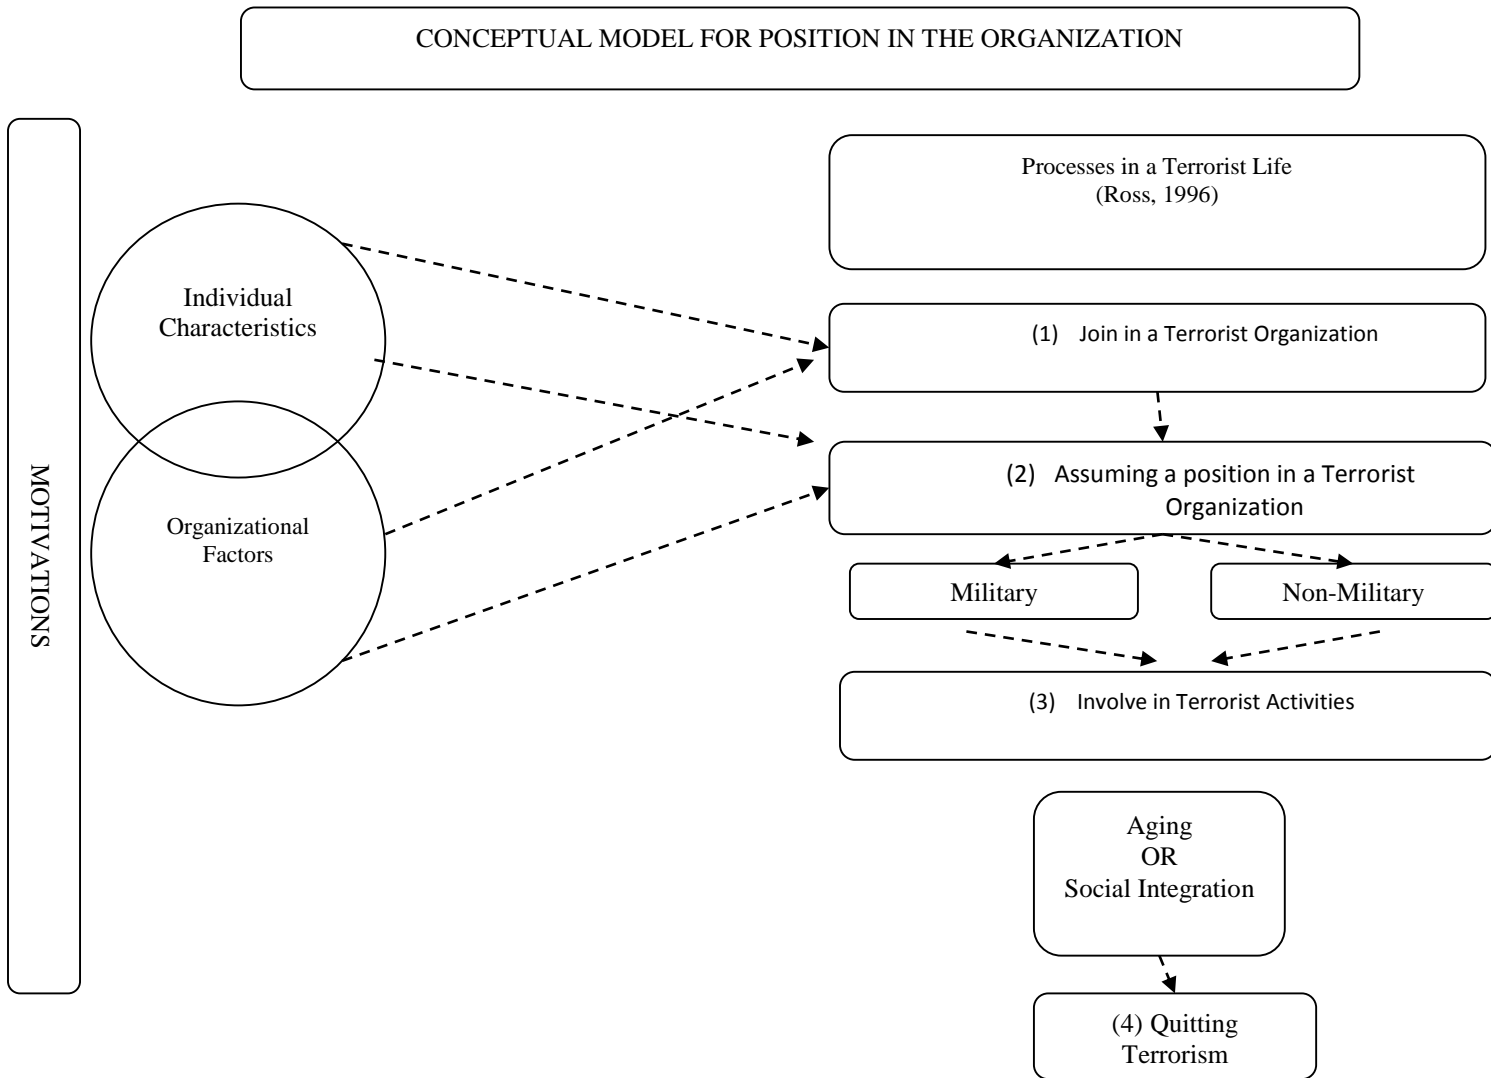 CONCEPTUAL MODEL FOR POSITION IN THE ORGANIZATION
MOTIVATIONS
Individual
Characteristics
Organizational
Factors
Processes in a Terrorist Life
(Ross, 1996)
(1) Join in a Terrorist Organization
(2) Assuming a position in a Terrorist
Organization
Military
Non-Military
(3) Involve in Terrorist Activities
Aging
OR
Social Integration
(4) Quitting
Terrorism